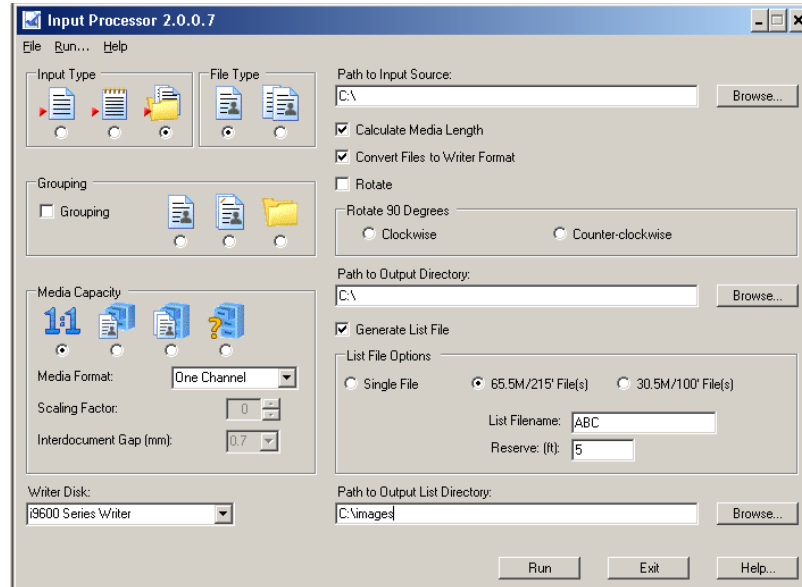 Input Processor 2.0.0.7
File Run... Help
Input Type
File Type
Grouping
Grouping
Media Capacity
1:1
Media Format: One Channel
Scaling Factor: 0
Interdocument Gap (mm): 0.7
Writer Disk:
i9600 Series Writer
Path to Input Source:
C:\ Browse...
Calculate Media Length
Convert Files to Writer Format
Rotate
Rotate 90 Degrees
Clockwise Counter-clockwise
Path to Output Directory:
C:\ Browse...
Generate List File
List File Options
Single File 65.5M/215' File(s) 30.5M/100' File(s)
List Filename: ABC
Reserve: (ft): 5
Path to Output List Directory:
C:\images Browse...
Run Exit Help...